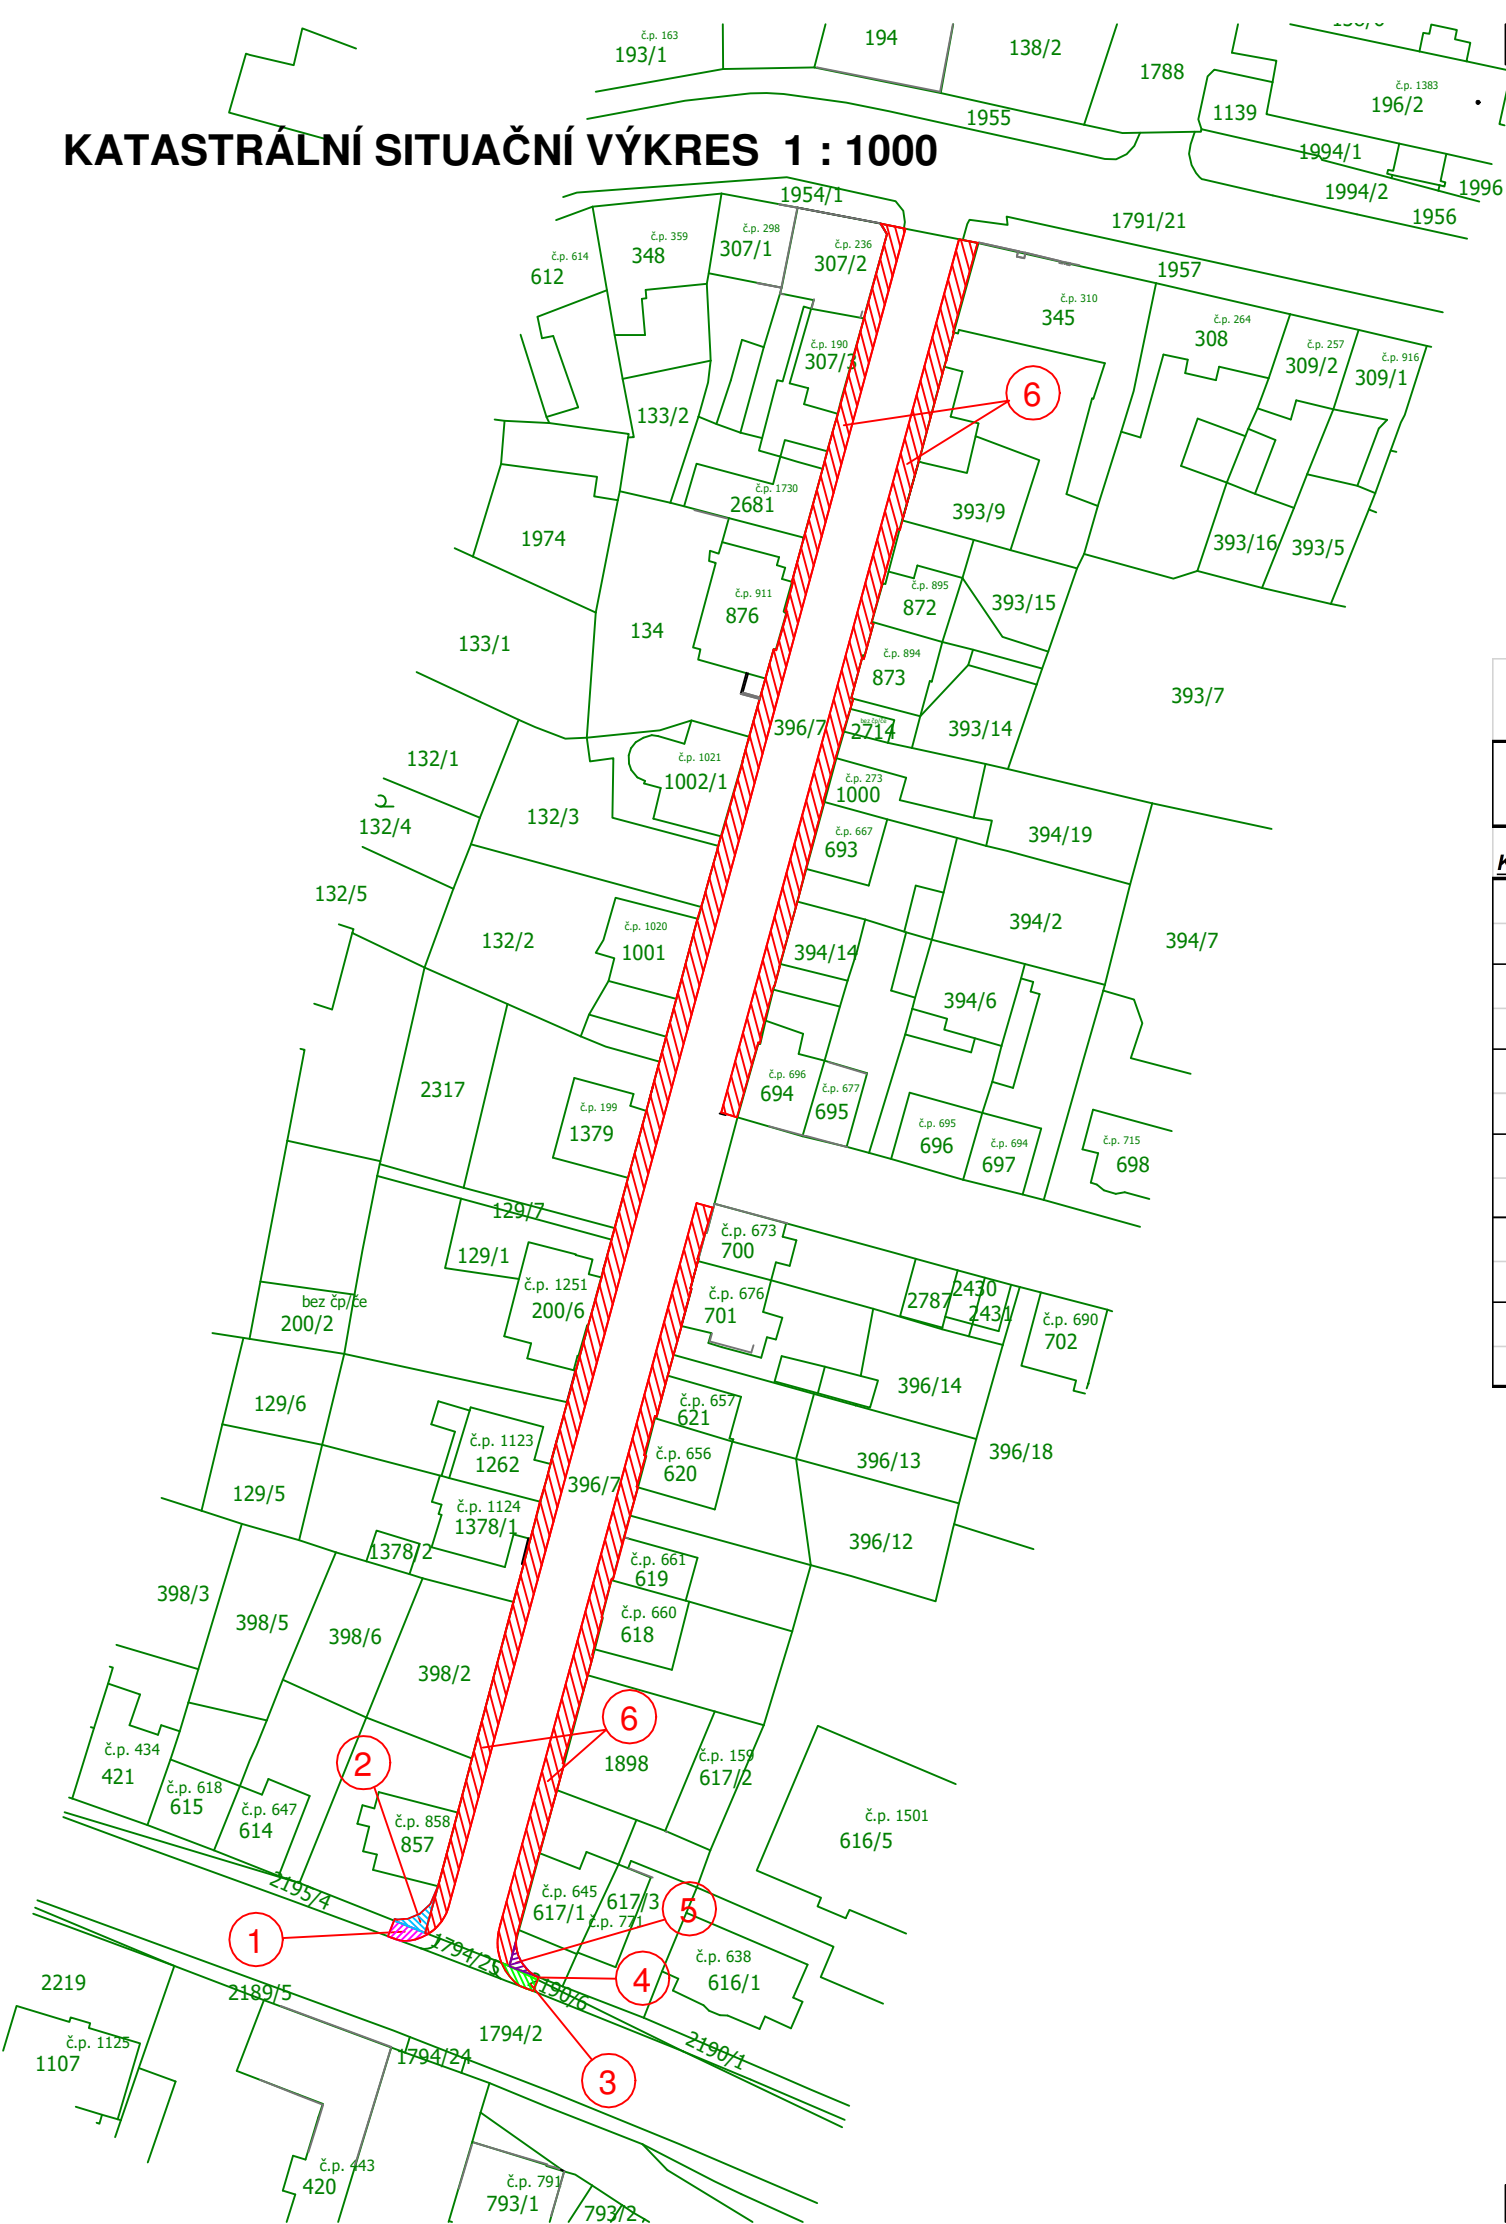 č.p. 163
193/1
194
138/2
1788
č.p. 1383
196/2
1139
1955
KATASTRÁLNÍ SITUAČNÍ VÝKRES 1 : 1000
1994/1
1994/2
1996
1956
1954/1
1791/21
1957
č.p. 614
612
č.p. 359
348
č.p. 298
307/1
č.p. 236
307/2
č.p. 310
345
č.p. 264
308
č.p. 257
309/2
č.p. 916
309/1
č.p. 190
307/3
6
133/2
č.p. 1730
2681
393/9
1974
393/16
393/5
č.p. 911
876
č.p. 895
872
393/15
134
133/1
č.p. 894
873
393/7
396/7
bez čp/če
2714
393/14
132/1
č.p. 1021
1002/1
č.p. 273
1000
132/4
132/3
č.p. 667
693
394/19
132/5
132/2
č.p. 1020
1001
394/14
394/2
394/7
394/6
2317
č.p. 199
1379
č.p. 696
694
č.p. 677
695
č.p. 695
696
č.p. 694
697
č.p. 715
698
129/7
129/1
č.p. 673
700
č.p. 1251
200/6
bez čp/če
200/2
č.p. 676
701
2787
2430
2431
č.p. 690
702
129/6
č.p. 657
621
396/14
č.p. 1123
1262
č.p. 656
620
396/13
396/18
129/5
396/7
č.p. 1124
1378/1
1378/2
396/12
č.p. 661
619
398/3
398/5
398/6
č.p. 660
618
398/2
6
2
č.p. 434
421
č.p. 618
615
č.p. 647
614
č.p. 858
857
1898
č.p. 159
617/2
č.p. 1501
616/5
2195/4
č.p. 645
617/1
617/3
č.p. 771
5
1
1794/25
č.p. 638
616/1
4
2190/6
2219
2189/5
1794/2
2190/1
č.p. 1125
1107
1794/24
3
č.p. 443
420
č.p. 791
793/1
793/2